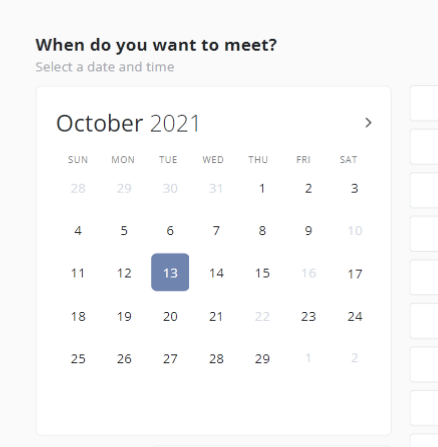 When do you want to meet?
Select a date and time
October 2021
SUN MON TUE WED THU FRI SAT
28 29 30 31 1 2 3
4 5 6 7 8 9 10
11 12 13 14 15 16 17
18 19 20 21 22 23 24
25 26 27 28 29 1 2